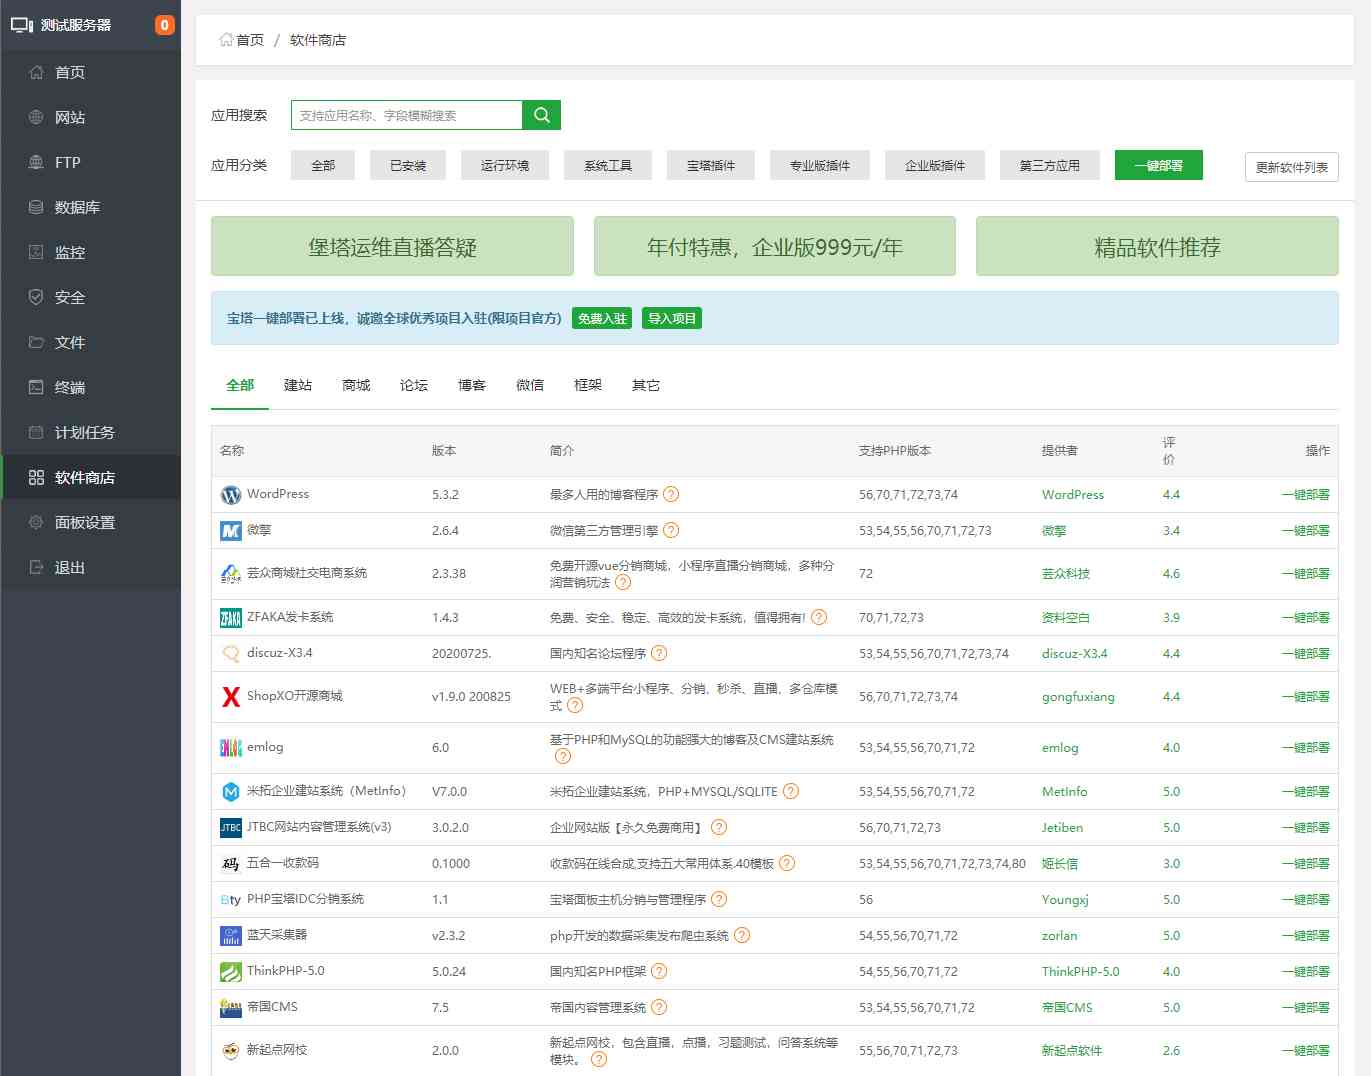 测试服务器 0
首页
网站
FTP
数据库
监控
安全
文件
终端
计划任务
软件商店
面板设置
退出
首页 / 软件商店
应用搜索 支持应用名称、字段模糊搜索
应用分类 全部 已安装 运行环境 系统工具 宝塔插件 专业版插件 企业版插件 第三方应用 一键部署 更新软件列表
堡塔运维直播答疑 年付特惠，企业版999元/年 精品软件推荐
宝塔一键部署已上线，诚邀全球优秀项目入驻(限项目官方) 免费入驻 导入项目
全部 建站 商城 论坛 博客 微信 框架 其它
名称 版本 简介 支持PHP版本 提供者 评价 操作
WordPress 5.3.2 最多人用的博客程序 ? 56,70,71,72,73,74 WordPress 4.4 一键部署
微擎 2.6.4 微信第三方管理引擎 ? 53,54,55,56,70,71,72,73 微擎 3.4 一键部署
芸众商城社交电商系统 2.3.38 免费开源vue分销商城，小程序直播分销商城，多种分润营销玩法 ? 72 芸众科技 4.6 一键部署
ZFAKA ZFAKA发卡系统 1.4.3 免费、安全、稳定、高效的发卡系统，值得拥有! ? 70,71,72,73 资料空白 3.9 一键部署
discuz-X3.4 20200725. 国内知名论坛程序 ? 53,54,55,56,70,71,72,73,74 discuz-X3.4 4.4 一键部署
ShopXO开源商城 v1.9.0 200825 WEB+多端平台小程序、分销、秒杀、直播、多仓库模式 ? 56,70,71,72,73,74 gongfuxiang 4.4 一键部署
EMLOG emlog 6.0 基于PHP和MySQL的功能强大的博客及CMS建站系统 ? 53,54,55,56,70,71,72 emlog 4.0 一键部署
米拓企业建站系统（MetInfo） V7.0.0 米拓企业建站系统，PHP+MYSQL/SQLITE ? 53,54,55,56,70,71,72 MetInfo 5.0 一键部署
JTBC JTBC网站内容管理系统(v3) 3.0.2.0 企业网站版【永久免费商用】 ? 56,70,71,72,73 Jetiben 5.0 一键部署
码 五合一收款码 0.1000 收款码在线合成,支持五大常用体系.40模板 ? 53,54,55,56,70,71,72,73,74,80 姬长信 3.0 一键部署
Bty PHP宝塔IDC分销系统 1.1 宝塔面板主机分销与管理程序 ? 56 Youngxj 5.0 一键部署
蓝天采集器 v2.3.2 php开发的数据采集发布爬虫系统 ? 54,55,56,70,71,72 zorlan 5.0 一键部署
ThinkPHP-5.0 5.0.24 国内知名PHP框架 ? 54,55,56,70,71,72 ThinkPHP-5.0 4.0 一键部署
帝国CMS 7.5 帝国内容管理系统 ? 53,54,55,56,70,71,72 帝国CMS 5.0 一键部署
新起点网校 2.0.0 新起点网校，包含直播，点播，习题测试，问答系统等模块。 ? 55,56,70,71,72,73 新起点软件 2.6 一键部署